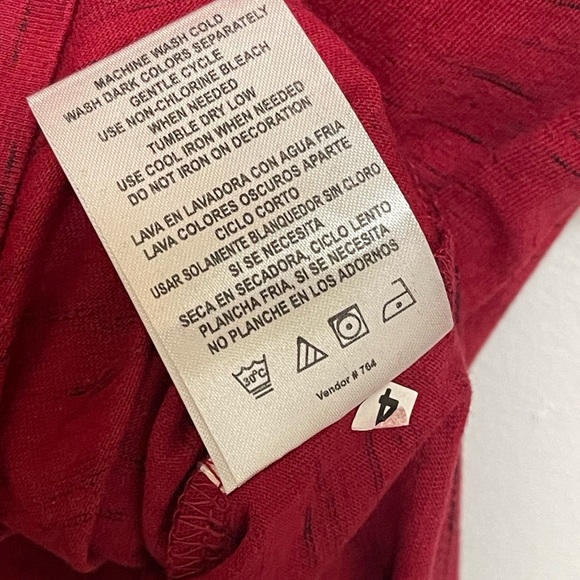 MACHINE WASH COLD
WASH DARK COLORS SEPARATELY
GENTLE CYCLE
USE NON-CHLORINE BLEACH
WHEN NEEDED
TUMBLE DRY LOW
USE COOL IRON WHEN NEEDED
DO NOT IRON ON DECORATION
LAVA EN LAVADORA CON AGUA FRIA
LAVA COLORES OSCUROS APARTE
CICLO CORTO
USAR SOLAMENTE BLANQUEDOR SIN CLORO
SI SE NECESITA
SECA EN SECADORA, CICLO LENTO
PLANCHA FRIA, SI SE NECESITA
NO PLANCHE EN LOS ADORNOS
30°C
Vendor # 764
4